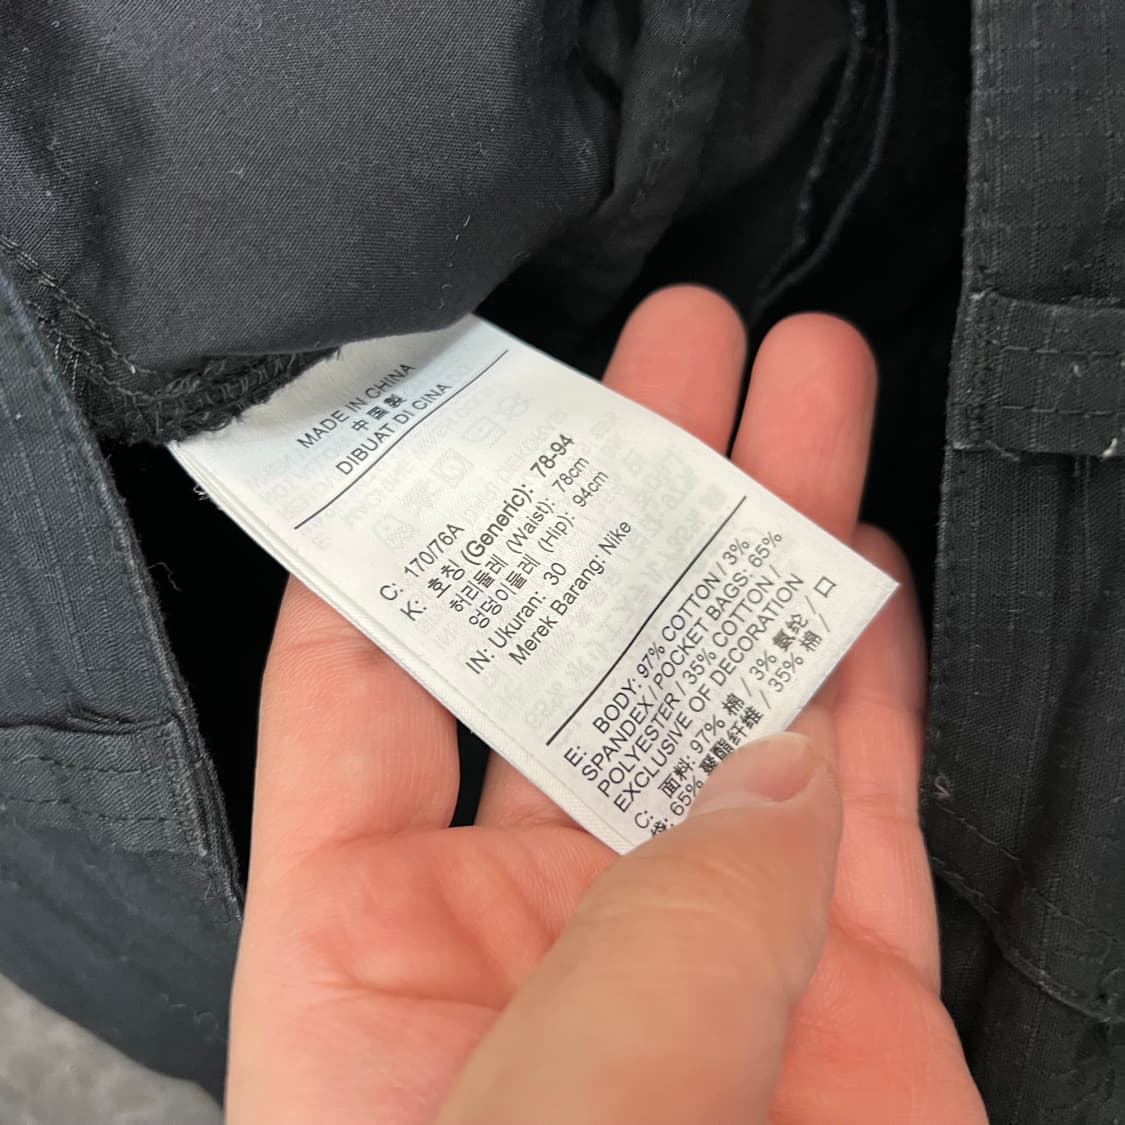 MADE IN CHINA
中国製
DIBUAT DI CINA
C: 170/76A
K: 호칭 (Generic): 78-94
허리둘레 (Waist): 78cm
엉덩이둘레 (Hip): 94cm
IN: Ukuran: 30
Merek Barang: Nike
E: BODY: 97% COTTON / 3%
SPANDEX / POCKET BAGS: 65%
POLYESTER / 35% COTTON /
EXCLUSIVE OF DECORATION
C: 面料: 97% 棉 / 3% 氨纶 / 口
袋: 65% 聚酯纤维 / 35% 棉 /